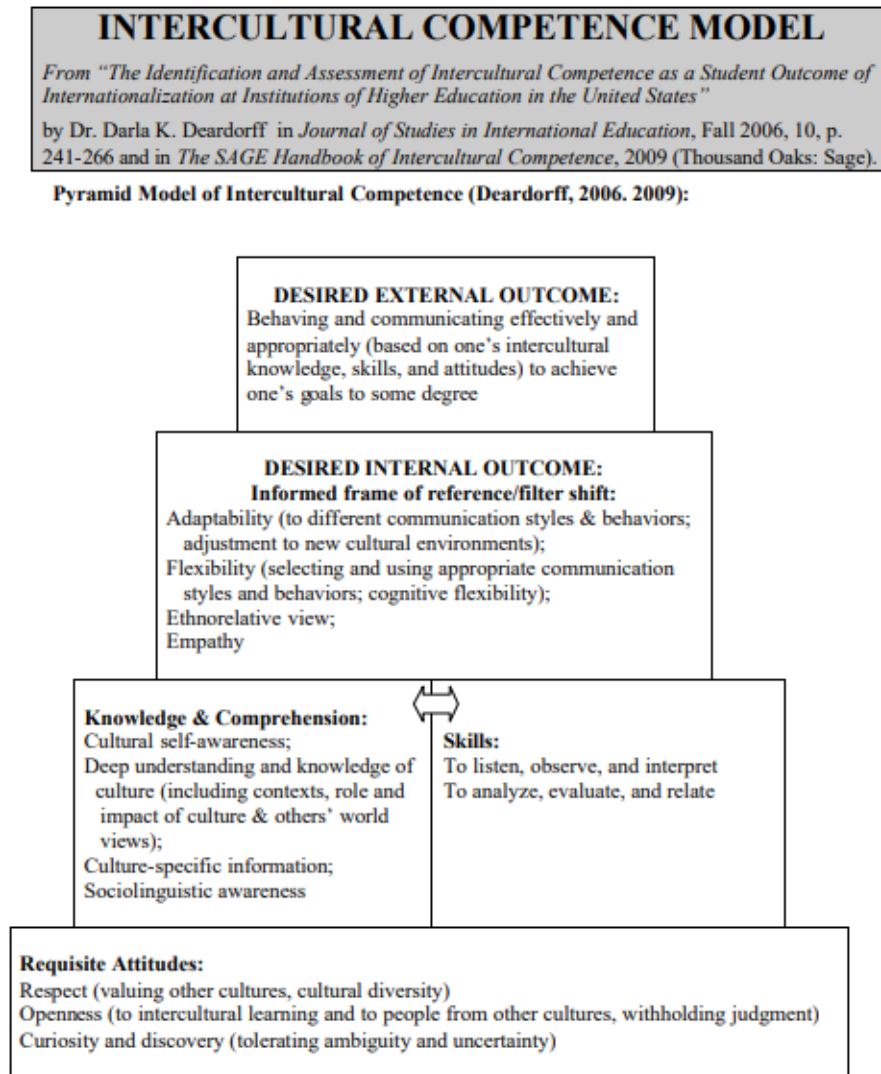 INTERCULTURAL COMPETENCE MODEL
From “The Identification and Assessment of Intercultural Competence as a Student Outcome of
Internationalization at Institutions of Higher Education in the United States”
by Dr. Darla K. Deardorff in Journal of Studies in International Education, Fall 2006, 10, p.
241-266 and in The SAGE Handbook of Intercultural Competence, 2009 (Thousand Oaks: Sage).
Pyramid Model of Intercultural Competence (Deardorff, 2006. 2009):
DESIRED EXTERNAL OUTCOME:
Behaving and communicating effectively and
appropriately (based on one’s intercultural
knowledge, skills, and attitudes) to achieve
one’s goals to some degree
DESIRED INTERNAL OUTCOME:
Informed frame of reference/filter shift:
Adaptability (to different communication styles & behaviors;
adjustment to new cultural environments);
Flexibility (selecting and using appropriate communication
styles and behaviors; cognitive flexibility);
Ethnorelative view;
Empathy
Knowledge & Comprehension:
Cultural self-awareness;
Deep understanding and knowledge of
culture (including contexts, role and
impact of culture & others’ world
views);
Culture-specific information;
Sociolinguistic awareness
Skills:
To listen, observe, and interpret
To analyze, evaluate, and relate
Requisite Attitudes:
Respect (valuing other cultures, cultural diversity)
Openness (to intercultural learning and to people from other cultures, withholding judgment)
Curiosity and discovery (tolerating ambiguity and uncertainty)